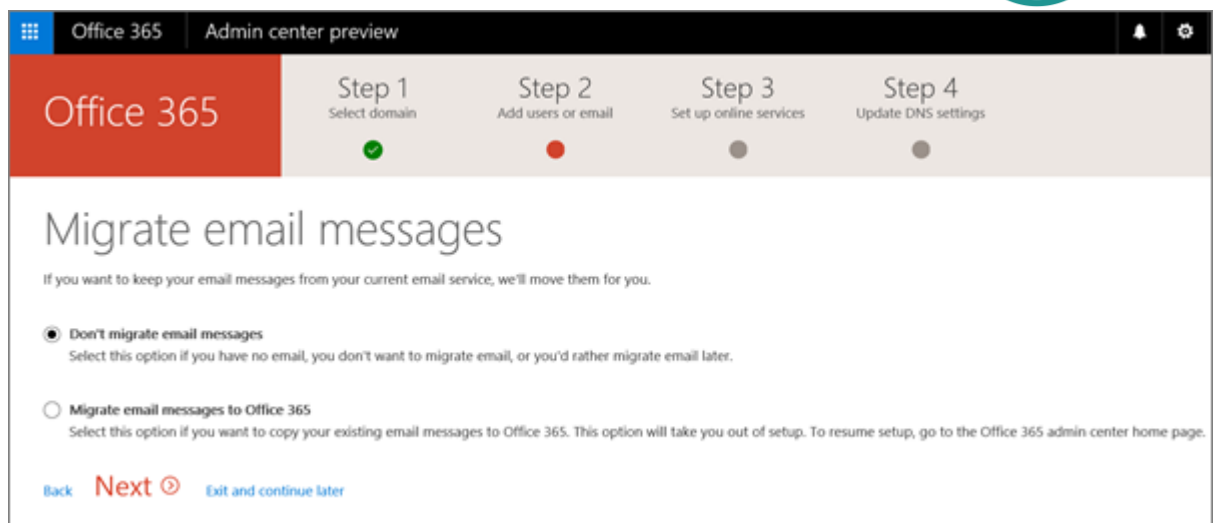 Office 365 Admin center preview
Office 365
Step 1
Select domain
Step 2
Add users or email
Step 3
Set up online services
Step 4
Update DNS settings
Migrate email messages
If you want to keep your email messages from your current email service, we'll move them for you.
Don't migrate email messages
Select this option if you have no email, you don't want to migrate email, or you'd rather migrate email later.
Migrate email messages to Office 365
Select this option if you want to copy your existing email messages to Office 365. This option will take you out of setup. To resume setup, go to the Office 365 admin center home page.
Back Next Exit and continue later